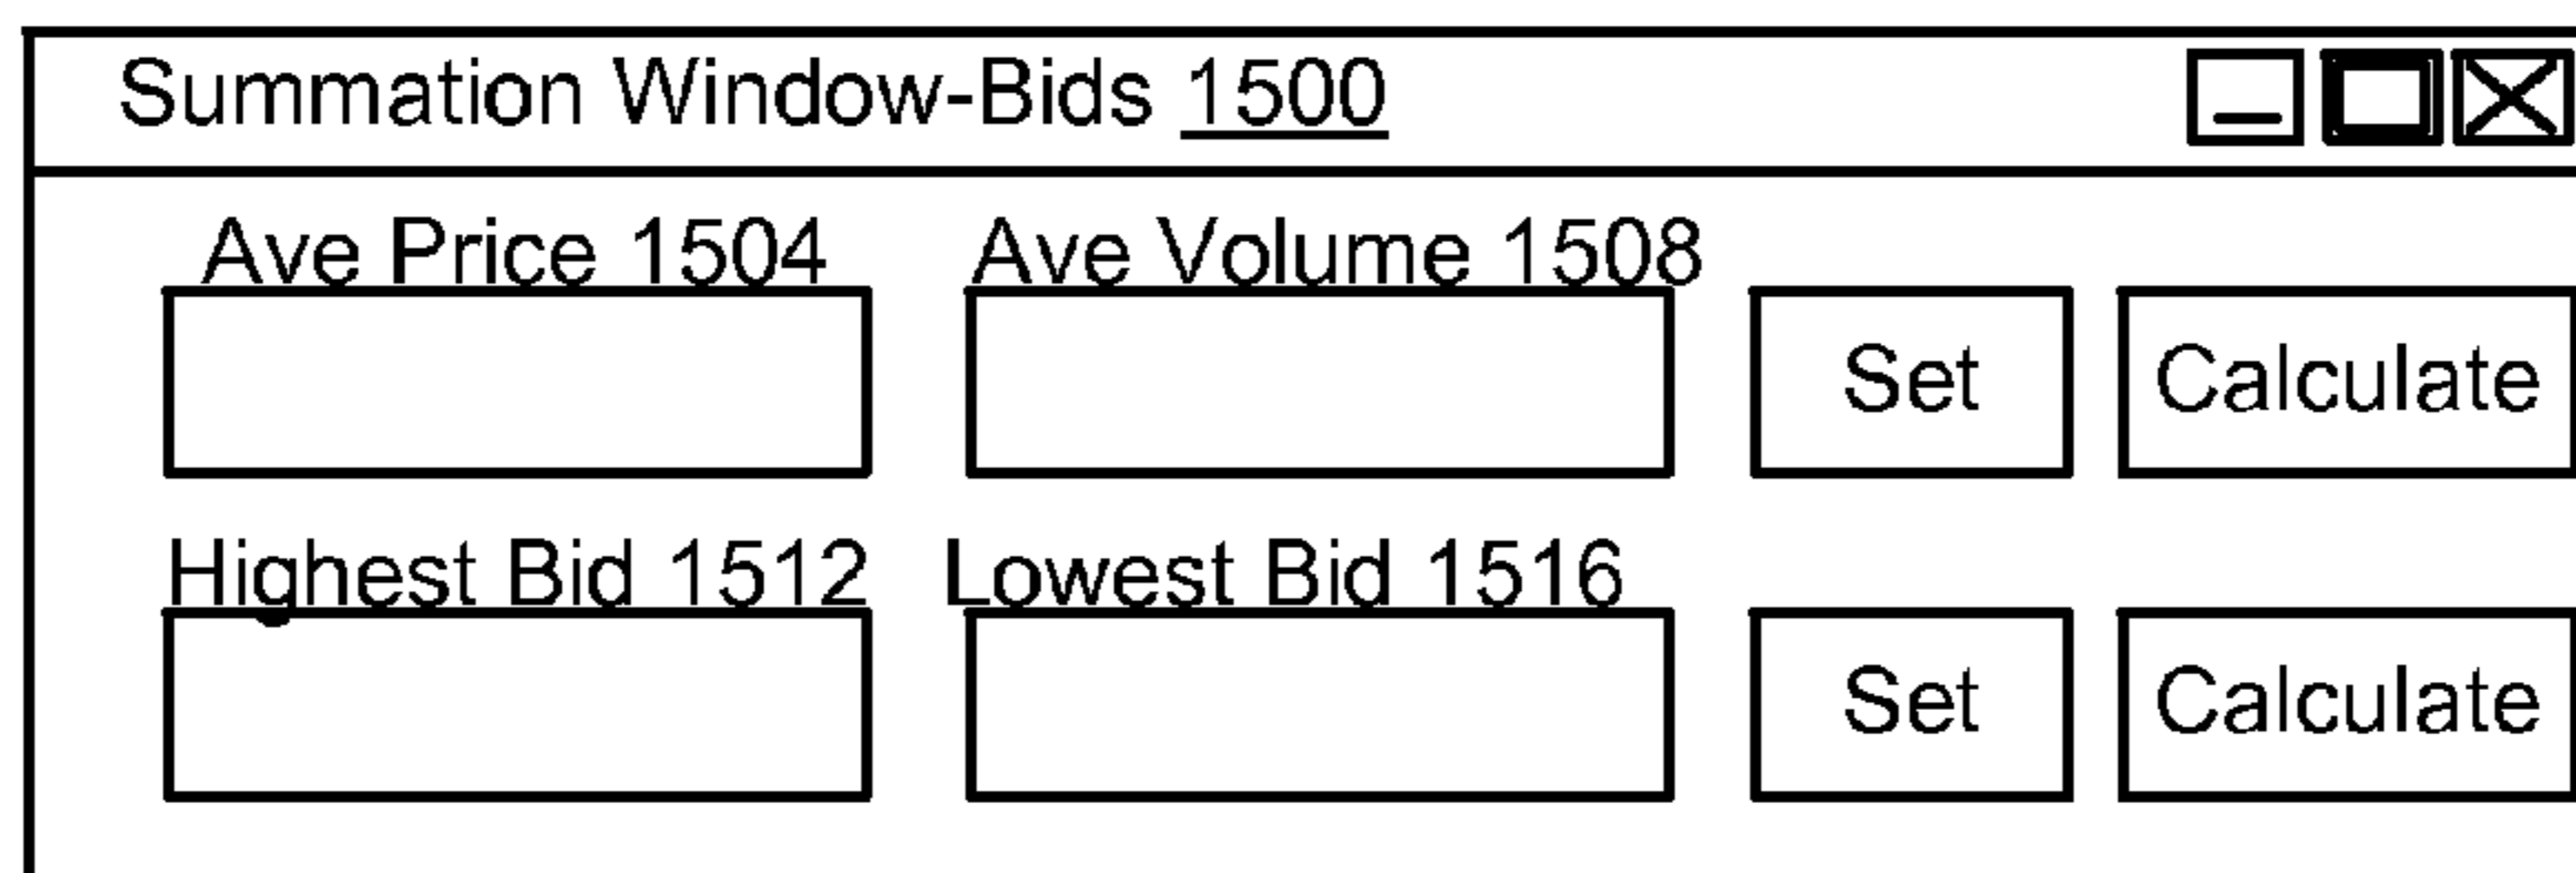 Summation Window-Bids 1500
Ave Price 1504 Ave Volume 1508
Set Calculate
Highest Bid 1512 Lowest Bid 1516
Set Calculate